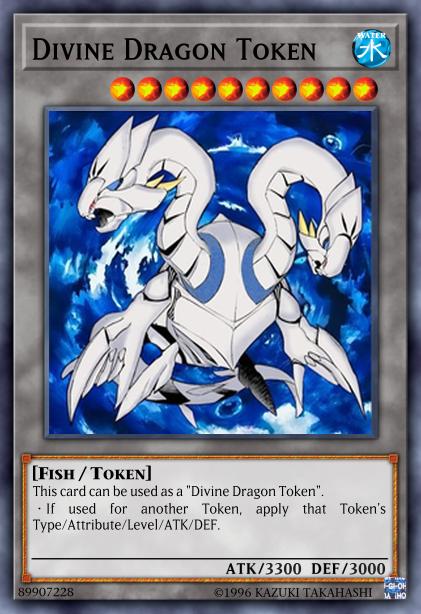 DIVINE DRAGON TOKEN
WATER
水
[FISH / TOKEN]
This card can be used as a "Divine Dragon Token".
・If used for another Token, apply that Token's
Type/Attribute/Level/ATK/DEF.
ATK/3300 DEF/3000
89907228
©1996 KAZUKI TAKAHASHI